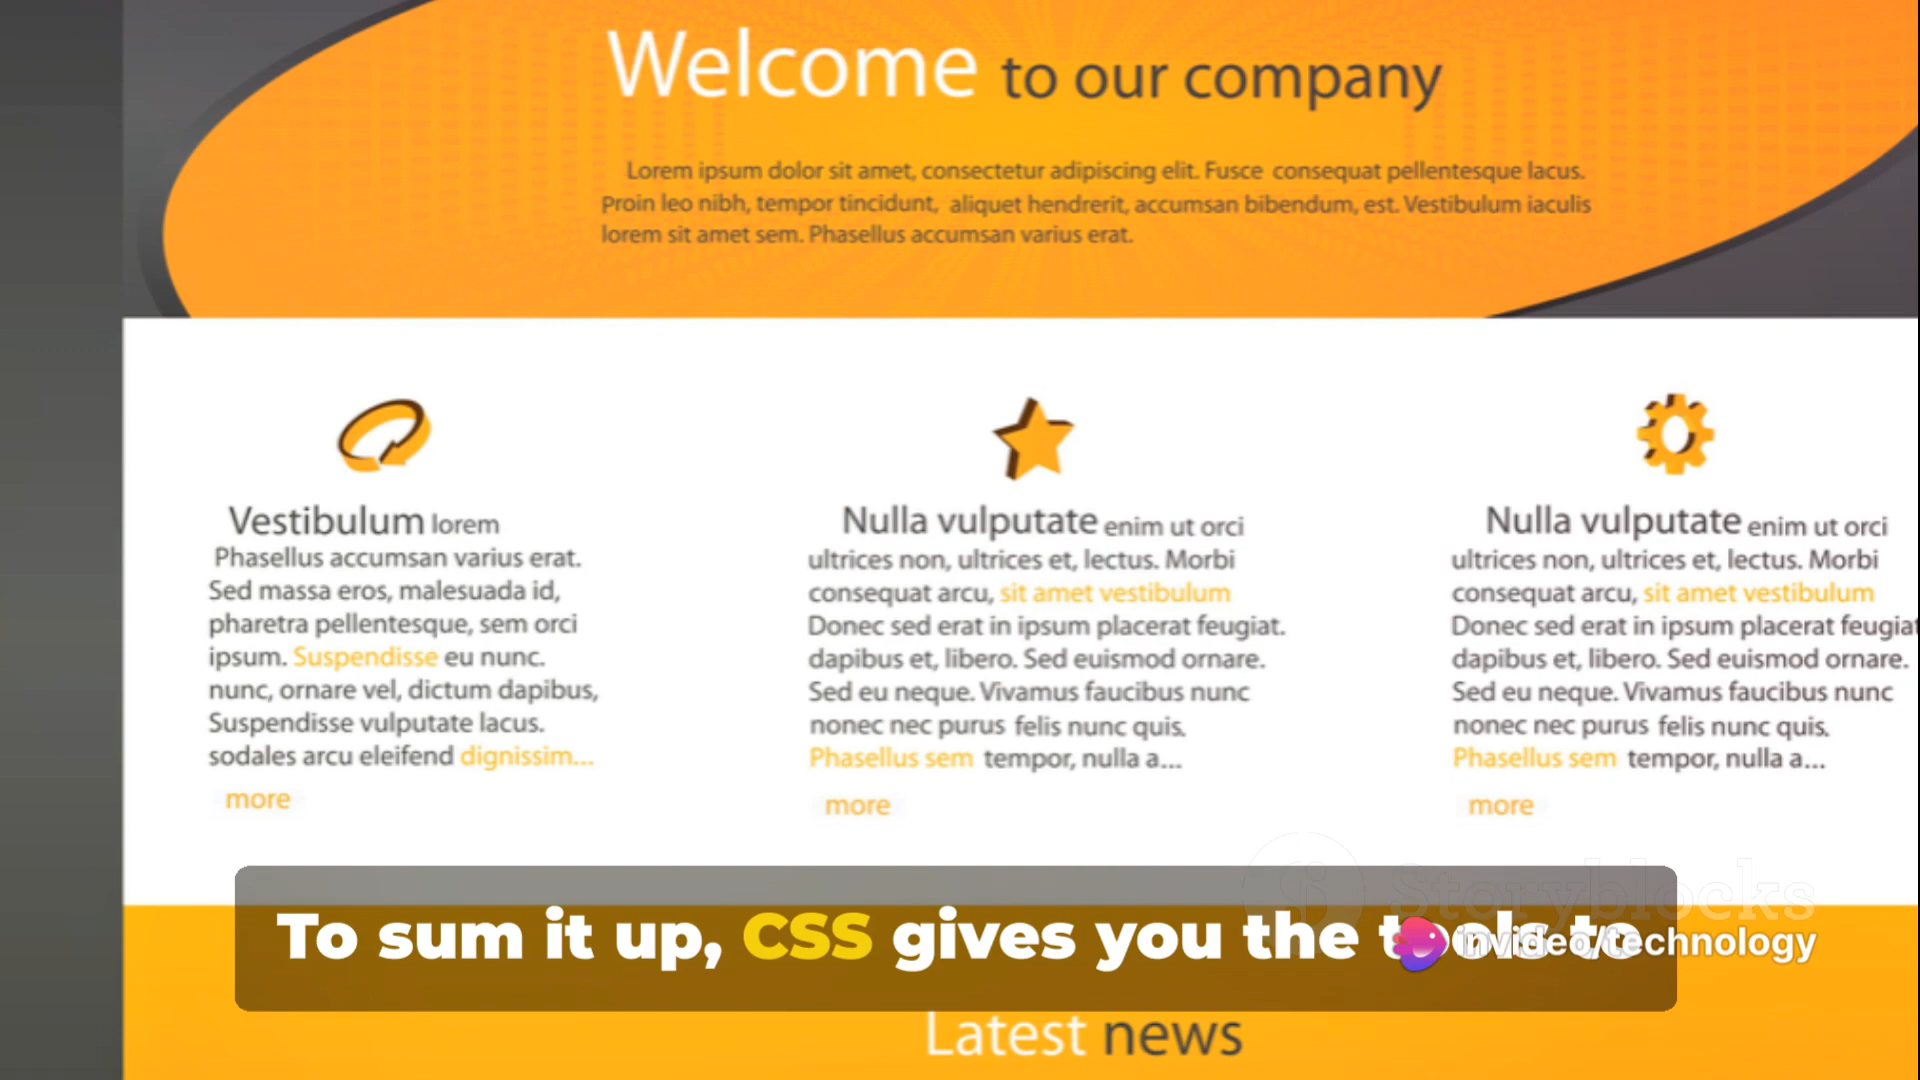 Welcome to our company
Lorem ipsum dolor sit amet, consectetur adipiscing elit. Fusce consequat pellentesque lacus.
Proin leo nibh, tempor tincidunt, aliquet hendrerit, accumsan bibendum, est. Vestibulum iaculis
lorem sit amet sem. Phasellus accumsan varius erat.
Vestibulum lorem
Phasellus accumsan varius erat.
Sed massa eros, malesuada id,
pharetra pellentesque, sem orci
ipsum. Suspendisse eu nunc.
nunc, ornare vel, dictum dapibus,
Suspendisse vulputate lacus.
sodales arcu eleifend dignissim...
more
Nulla vulputate enim ut orci
ultrices non, ultrices et, lectus. Morbi
consequat arcu, sit amet vestibulum
Donec sed erat in ipsum placerat feugiat.
dapibus et, libero. Sed euismod ornare.
Sed eu neque. Vivamus faucibus nunc
nonec nec purus felis nunc quis.
Phasellus sem tempor, nulla a...
more
Nulla vulputate enim ut orci
ultrices non, ultrices et, lectus. Morbi
consequat arcu, sit amet vestibulum
Donec sed erat in ipsum placerat feugiat
dapibus et, libero. Sed euismod ornare.
Sed eu neque. Vivamus faucibus nunc
nonec nec purus felis nunc quis.
Phasellus sem tempor, nulla a...
more
Storyblocks
To sum it up, CSS gives you the tools to
invideo/technology
Latest news